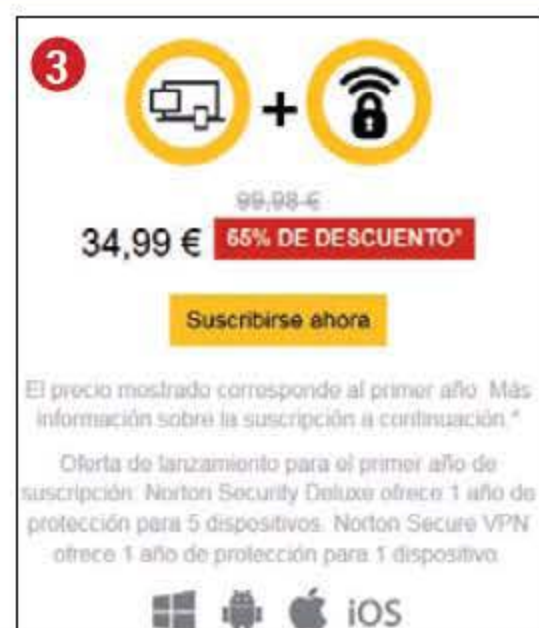 3
+
99,98 €
34,99 € 65% DE DESCUENTO*
Suscribirse ahora
El precio mostrado corresponde al primer año. Más
información sobre la suscripción a continuación.*
Oferta de lanzamiento para el primer año de
suscripción. Norton Security Deluxe ofrece 1 año de
protección para 5 dispositivos. Norton Secure VPN
ofrece 1 año de protección para 1 dispositivo.
iOS